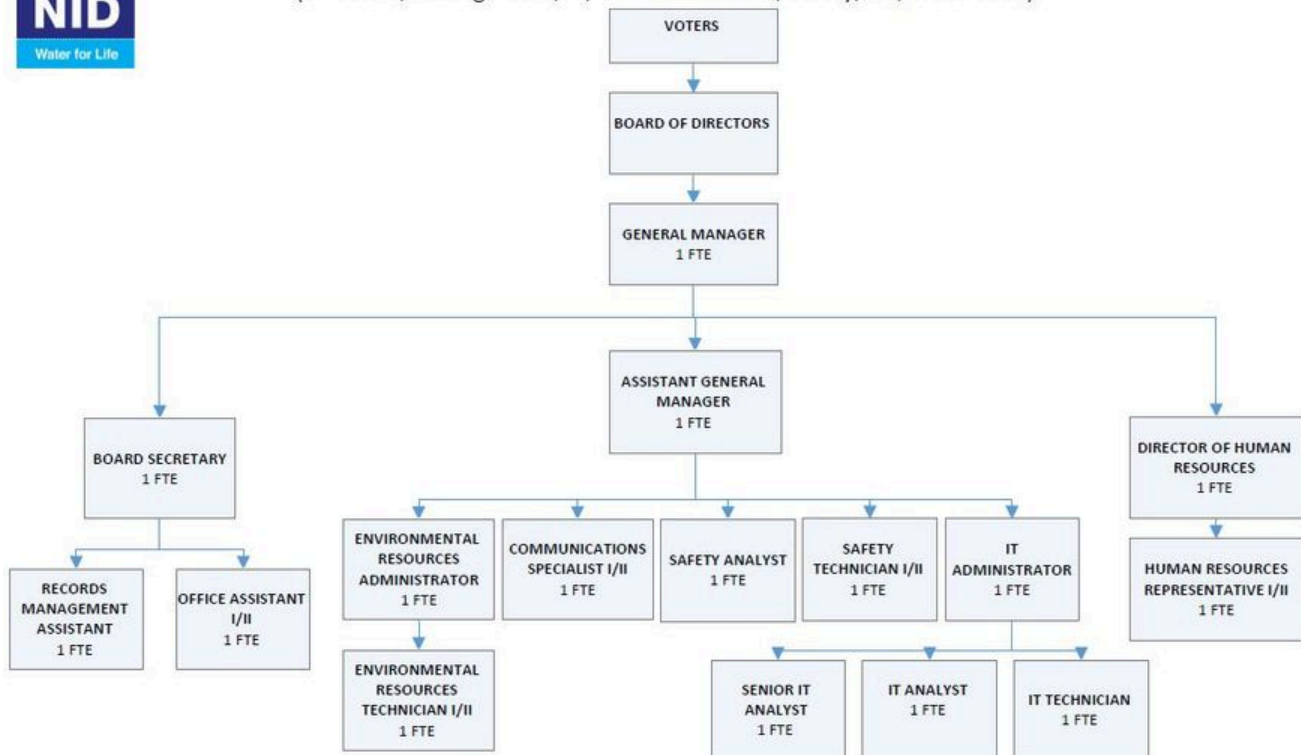 NID
Water for Life
VOTERS
BOARD OF DIRECTORS
GENERAL MANAGER
1 FTE
ASSISTANT GENERAL
MANAGER
1 FTE
BOARD SECRETARY
1 FTE
DIRECTOR OF HUMAN
RESOURCES
1 FTE
RECORDS
MANAGEMENT
ASSISTANT
1 FTE
OFFICE ASSISTANT
I/II
1 FTE
ENVIRONMENTAL
RESOURCES
ADMINISTRATOR
1 FTE
COMMUNICATIONS
SPECIALIST I/II
1 FTE
SAFETY ANALYST
1 FTE
SAFETY
TECHNICIAN I/II
1 FTE
IT
ADMINISTRATOR
1 FTE
HUMAN RESOURCES
REPRESENTATIVE I/II
1 FTE
ENVIRONMENTAL
RESOURCES
TECHNICIAN I/II
1 FTE
SENIOR IT
ANALYST
1 FTE
IT ANALYST
1 FTE
IT TECHNICIAN
1 FTE